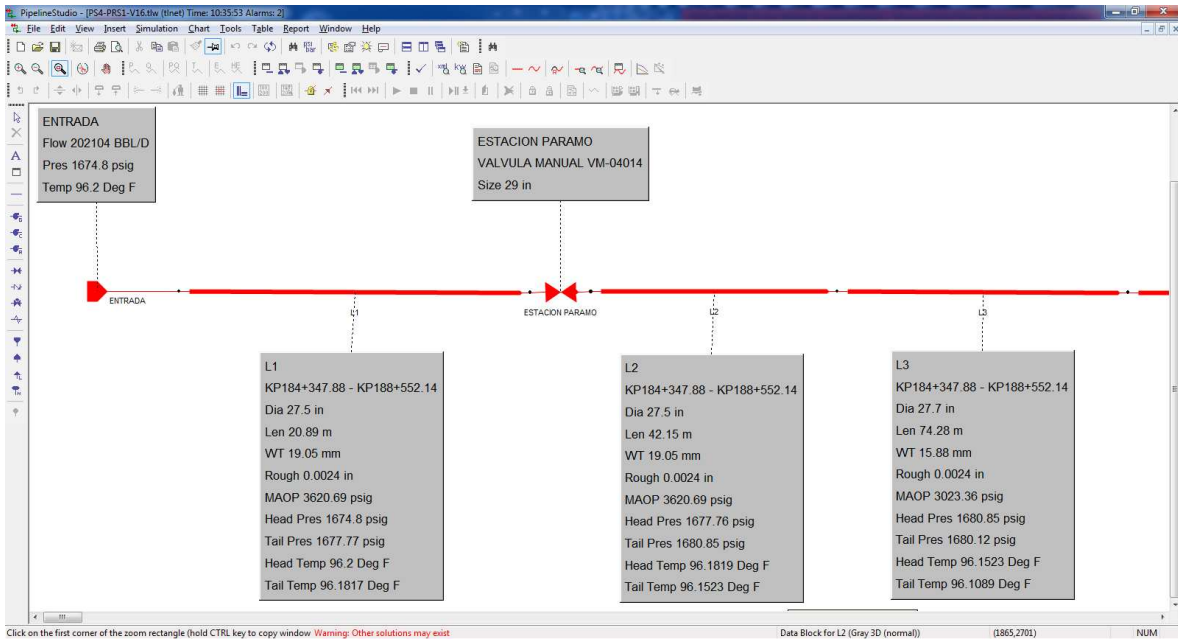 PipelineStudio - [PS4-PRS1-V16.tlw (tlnet) Time: 10:35:53 Alarms: 2]
File Edit View Insert Simulation Chart Tools Table Report Window Help
ENTRADA
Flow 202104 BBL/D
Pres 1674.8 psig
Temp 96.2 Deg F
ESTACION PARAMO
VALVULA MANUAL VM-04014
Size 29 in
ENTRADA
L1
ESTACION PARAMO
L2
L3
L1
KP184+347.88 - KP188+552.14
Dia 27.5 in
Len 20.89 m
WT 19.05 mm
Rough 0.0024 in
MAOP 3620.69 psig
Head Pres 1674.8 psig
Tail Pres 1677.77 psig
Head Temp 96.2 Deg F
Tail Temp 96.1817 Deg F
L2
KP184+347.88 - KP188+552.14
Dia 27.5 in
Len 42.15 m
WT 19.05 mm
Rough 0.0024 in
MAOP 3620.69 psig
Head Pres 1677.76 psig
Tail Pres 1680.85 psig
Head Temp 96.1819 Deg F
Tail Temp 96.1523 Deg F
L3
KP184+347.88 - KP188+552.14
Dia 27.7 in
Len 74.28 m
WT 15.88 mm
Rough 0.0024 in
MAOP 3023.36 psig
Head Pres 1680.85 psig
Tail Pres 1680.12 psig
Head Temp 96.1523 Deg F
Tail Temp 96.1089 Deg F
Click on the first corner of the zoom rectangle (hold CTRL key to copy window Warning: Other solutions may exist
Data Block for L2 (Gray 3D (normal)) (1865,2701) NUM